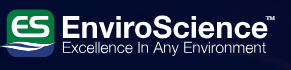 ES EnviroScience™
Excellence In Any Environment